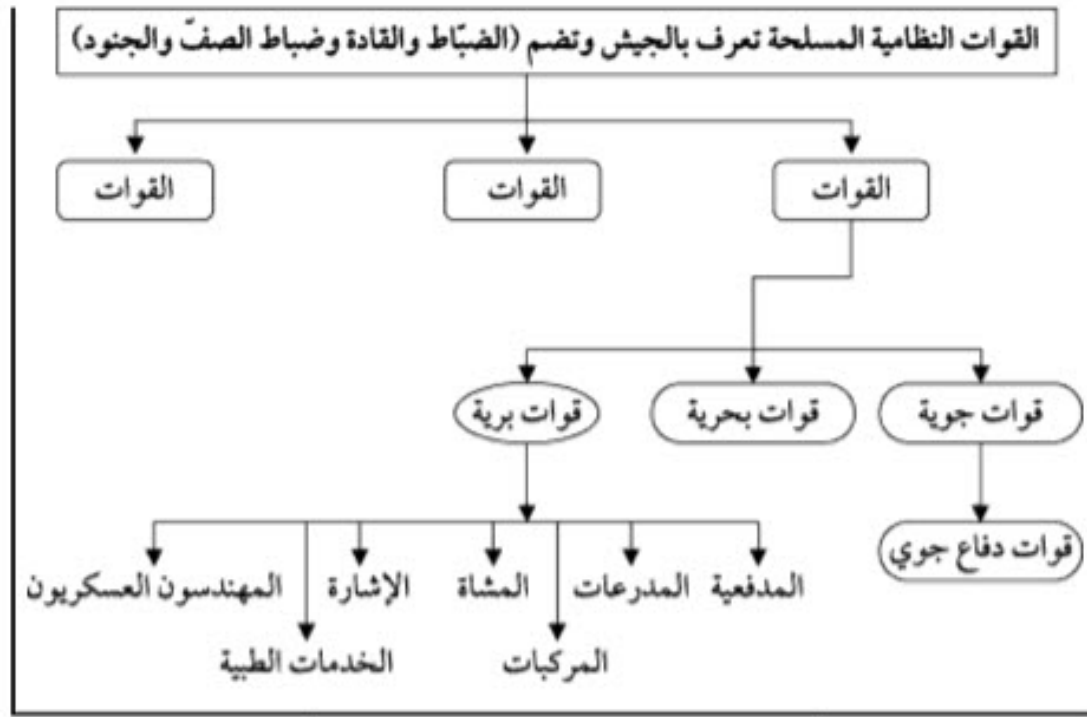 القوات النظامية المسلحة تعرف بالجيش وتضم (الضبّاط والقادة وضباط الصفّ والجنود)
القوات
القوات
القوات
قوات جوية
قوات بحرية
قوات برية
قوات دفاع جوي
المدفعية
المدرعات
المشاة
الإشارة
المهندسون العسكريون
المركبات
الخدمات الطبية